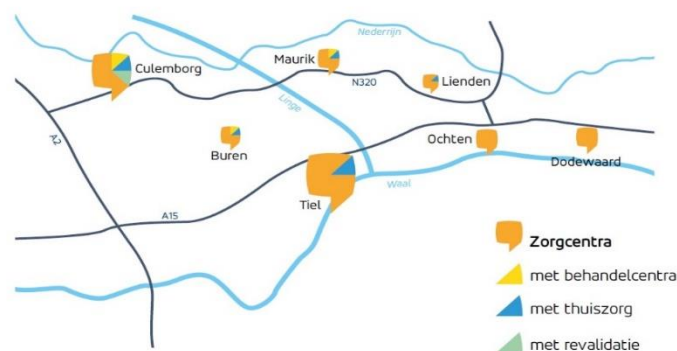 Nederrijn
Maurik
Culemborg
Lienden
N320
Linge
A2
Buren
Ochten
Dodewaard
Waal
Tiel
A15
Zorgcentra
met behandelcentra
met thuiszorg
met revalidatie